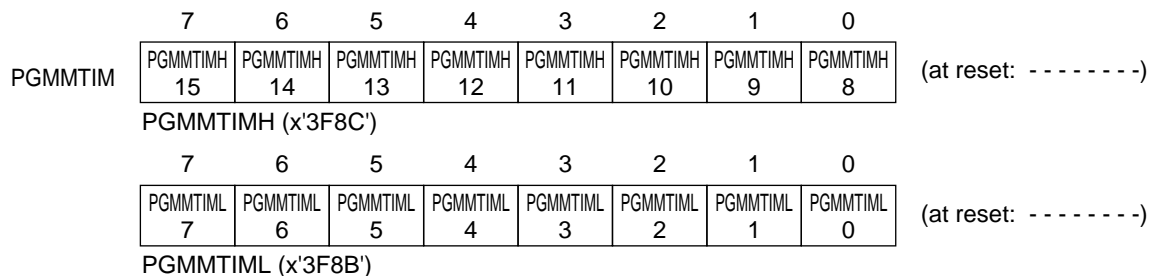 7 6 5 4 3 2 1 0
PGMMTIM
PGMMTIMH PGMMTIMH PGMMTIMH PGMMTIMH PGMMTIMH PGMMTIMH PGMMTIMH PGMMTIMH
15 14 13 12 11 10 9 8
(at reset: - - - - - - - -)
PGMMTIMH (x'3F8C')
7 6 5 4 3 2 1 0
PGMMTIML PGMMTIML PGMMTIML PGMMTIML PGMMTIML PGMMTIML PGMMTIML PGMMTIML
7 6 5 4 3 2 1 0
(at reset: - - - - - - - -)
PGMMTIML (x'3F8B')